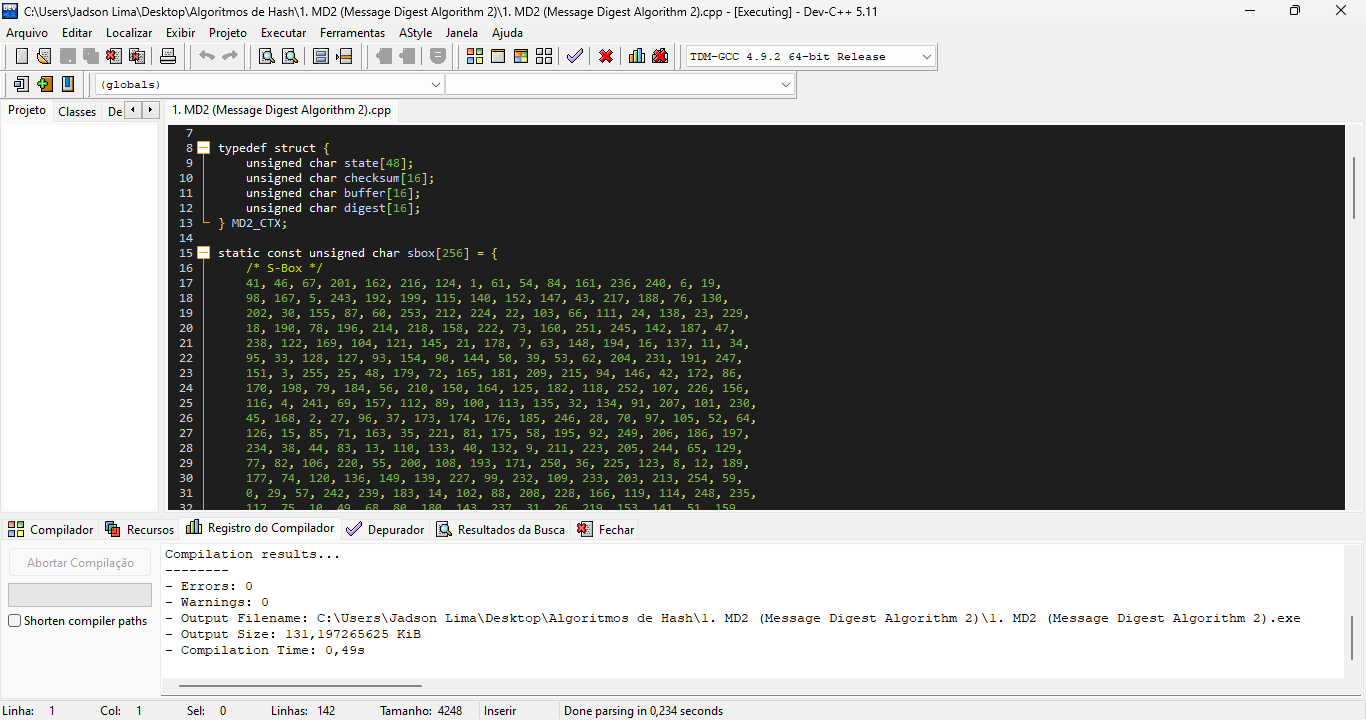 C:\Users\Jadson Lima\Desktop\Algoritmos de Hash\1. MD2 (Message Digest Algorithm 2)\1. MD2 (Message Digest Algorithm 2).cpp - [Executing] - Dev-C++ 5.11
Arquivo Editar Localizar Exibir Projeto Executar Ferramentas AStyle Janela Ajuda
TDM-GCC 4.9.2 64-bit Release
(globals)
Projeto Classes De
1. MD2 (Message Digest Algorithm 2).cpp
7
8 typedef struct {
9 unsigned char state[48];
10 unsigned char checksum[16];
11 unsigned char buffer[16];
12 unsigned char digest[16];
13 } MD2_CTX;
14
15 static const unsigned char sbox[256] = {
16 /* S-Box */
17 41, 46, 67, 201, 162, 216, 124, 1, 61, 54, 84, 161, 236, 240, 6, 19,
18 98, 167, 5, 243, 192, 199, 115, 140, 152, 147, 43, 217, 188, 76, 130,
19 202, 30, 155, 87, 60, 253, 212, 224, 22, 103, 66, 111, 24, 138, 23, 229,
20 18, 190, 78, 196, 214, 218, 158, 222, 73, 160, 251, 245, 142, 187, 47,
21 238, 122, 169, 104, 121, 145, 21, 178, 7, 63, 148, 194, 16, 137, 11, 34,
22 95, 33, 128, 127, 93, 154, 90, 144, 50, 39, 53, 62, 204, 231, 191, 247,
23 151, 3, 255, 25, 48, 179, 72, 165, 181, 209, 215, 94, 146, 42, 172, 86,
24 170, 198, 79, 184, 56, 210, 150, 164, 125, 182, 118, 252, 107, 226, 156,
25 116, 4, 241, 69, 157, 112, 89, 100, 113, 135, 32, 134, 91, 207, 101, 230,
26 45, 168, 2, 27, 96, 37, 173, 174, 176, 185, 246, 28, 70, 97, 105, 52, 64,
27 126, 15, 85, 71, 163, 35, 221, 81, 175, 58, 195, 92, 249, 206, 186, 197,
28 234, 38, 44, 83, 13, 110, 133, 40, 132, 9, 211, 223, 205, 244, 65, 129,
29 77, 82, 106, 220, 55, 200, 108, 193, 171, 250, 36, 225, 123, 8, 12, 189,
30 177, 74, 120, 136, 149, 139, 227, 99, 232, 109, 233, 203, 213, 254, 59,
31 0, 29, 57, 242, 239, 183, 14, 102, 88, 208, 228, 166, 119, 114, 248, 235,
32 117, 75, 10, 49, 68, 80, 180, 143, 237, 31, 26, 219, 153, 141, 51, 159,
Compilador Recursos Registro do Compilador Depurador Resultados da Busca Fechar
Abortar Compilação
Shorten compiler paths
Compilation results...
--------
- Errors: 0
- Warnings: 0
- Output Filename: C:\Users\Jadson Lima\Desktop\Algoritmos de Hash\1. MD2 (Message Digest Algorithm 2)\1. MD2 (Message Digest Algorithm 2).exe
- Output Size: 131,197265625 KiB
- Compilation Time: 0,49s
Linha: 1 Col: 1 Sel: 0 Linhas: 142 Tamanho: 4248 Inserir Done parsing in 0,234 seconds